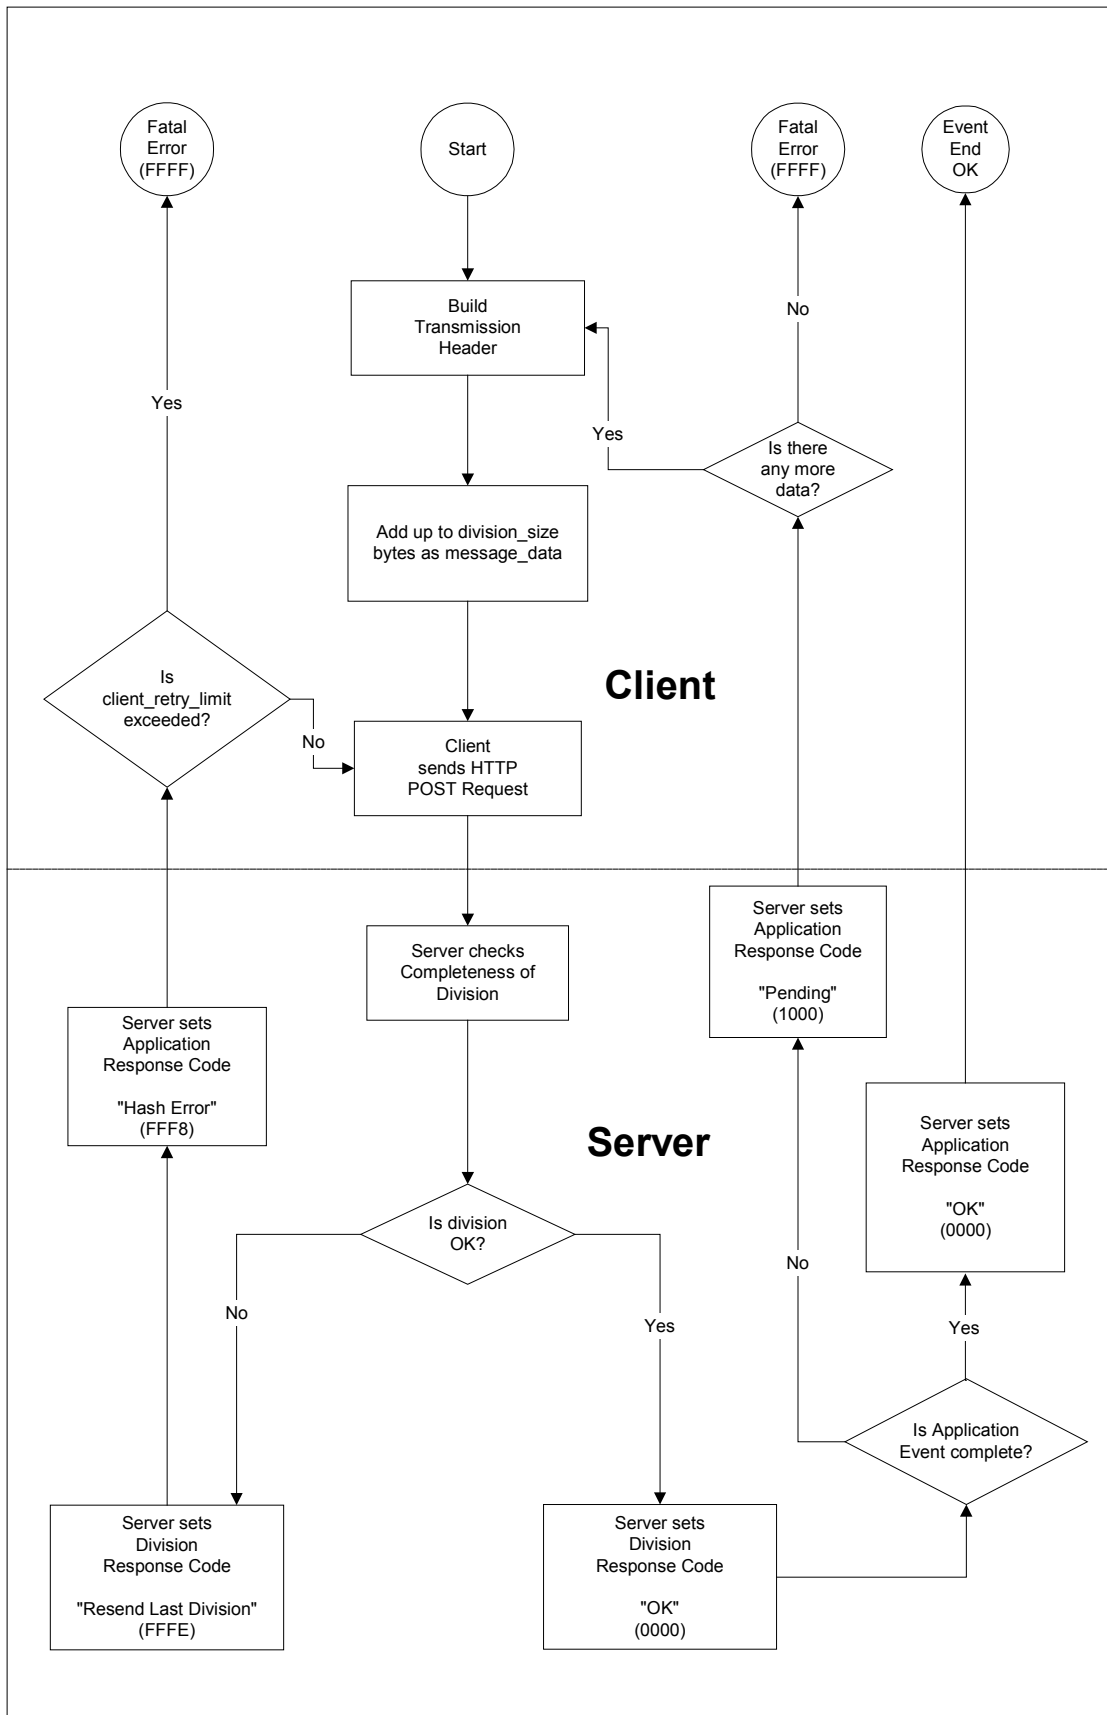 Fatal
Error
(FFFF)
Start
Fatal
Error
(FFFF)
Event
End
OK
Build
Transmission
Header
No
Yes
Yes
Is there
any more
data?
Add up to division_size
bytes as message_data
Is
client_retry_limit
exceeded?
Client
No
Client
sends HTTP
POST Request
Server sets
Application
Response Code
"Pending"
(1000)
Server checks
Completeness of
Division
Server sets
Application
Response Code
"Hash Error"
(FFF8)
Server
Server sets
Application
Response Code
"OK"
(0000)
Is division
OK?
No
No
Yes
Yes
Is Application
Event complete?
Server sets
Division
Response Code
"Resend Last Division"
(FFFE)
Server sets
Division
Response Code
"OK"
(0000)